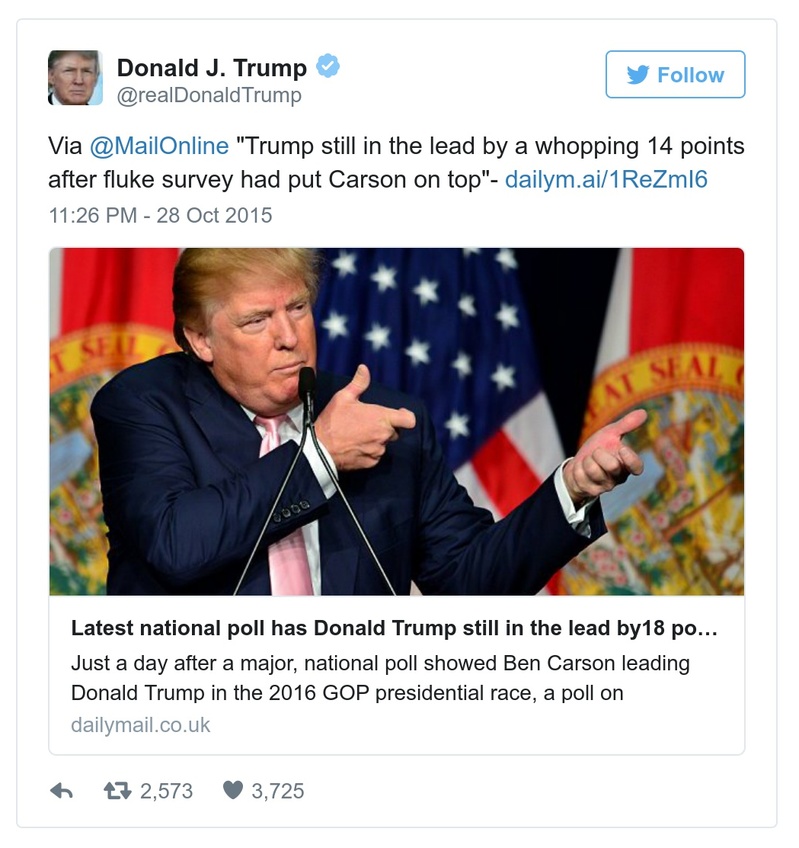 Donald J. Trump
@realDonaldTrump
Follow
Via @MailOnline "Trump still in the lead by a whopping 14 points
after fluke survey had put Carson on top"- dailym.ai/1ReZmI6
11:26 PM - 28 Oct 2015
T SEAL
EAT SEAL
Latest national poll has Donald Trump still in the lead by18 po…
Just a day after a major, national poll showed Ben Carson leading
Donald Trump in the 2016 GOP presidential race, a poll on
dailymail.co.uk
2,573
3,725